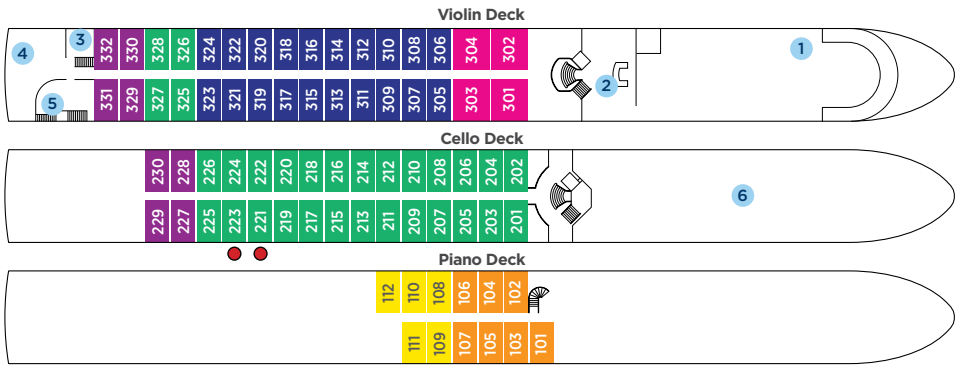 Violin Deck
4 3 332 330 328 326 324 322 320 318 316 314 312 310 308 306 304 302 1
5 331 329 327 325 323 321 319 317 315 313 311 309 307 305 303 301 2
Cello Deck
230 228 226 224 222 220 218 216 214 212 210 208 206 204 202
6
229 227 225 223 221 219 217 215 213 211 209 207 205 203 201
Piano Deck
112 110 108 106 104 102
111 109 107 105 103 101